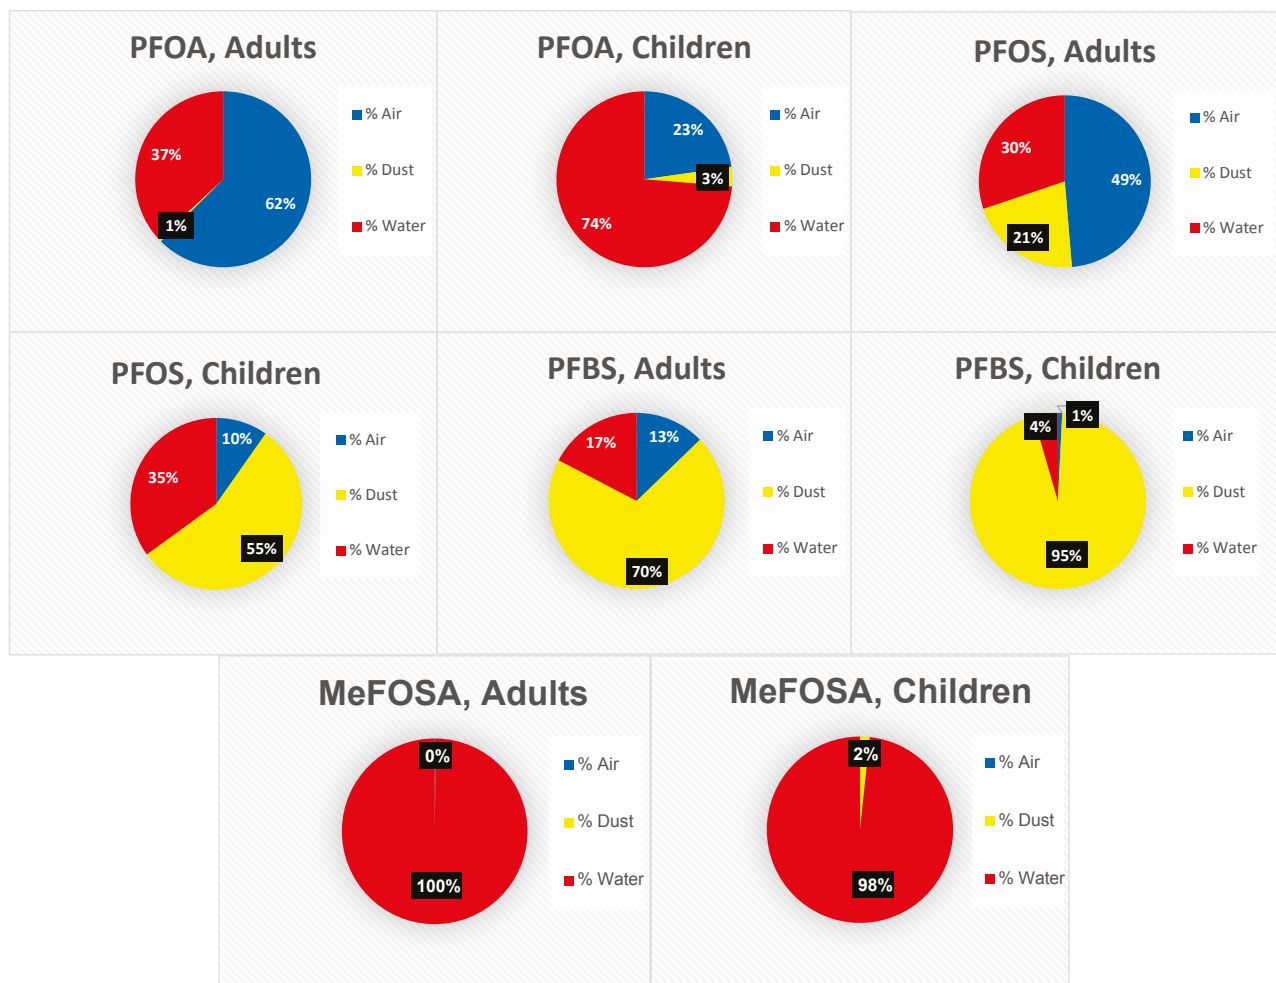 PFOA, Adults
62%
1%
37%
% Air
% Dust
% Water
PFOA, Children
23%
3%
74%
% Air
% Dust
% Water
PFOS, Adults
49%
21%
30%
% Air
% Dust
% Water
PFOS, Children
10%
55%
35%
% Air
% Dust
% Water
PFBS, Adults
13%
70%
17%
% Air
% Dust
% Water
PFBS, Children
1%
95%
4%
% Air
% Dust
% Water
MeFOSA, Adults
0%
100%
% Air
% Dust
% Water
MeFOSA, Children
2%
98%
% Air
% Dust
% Water